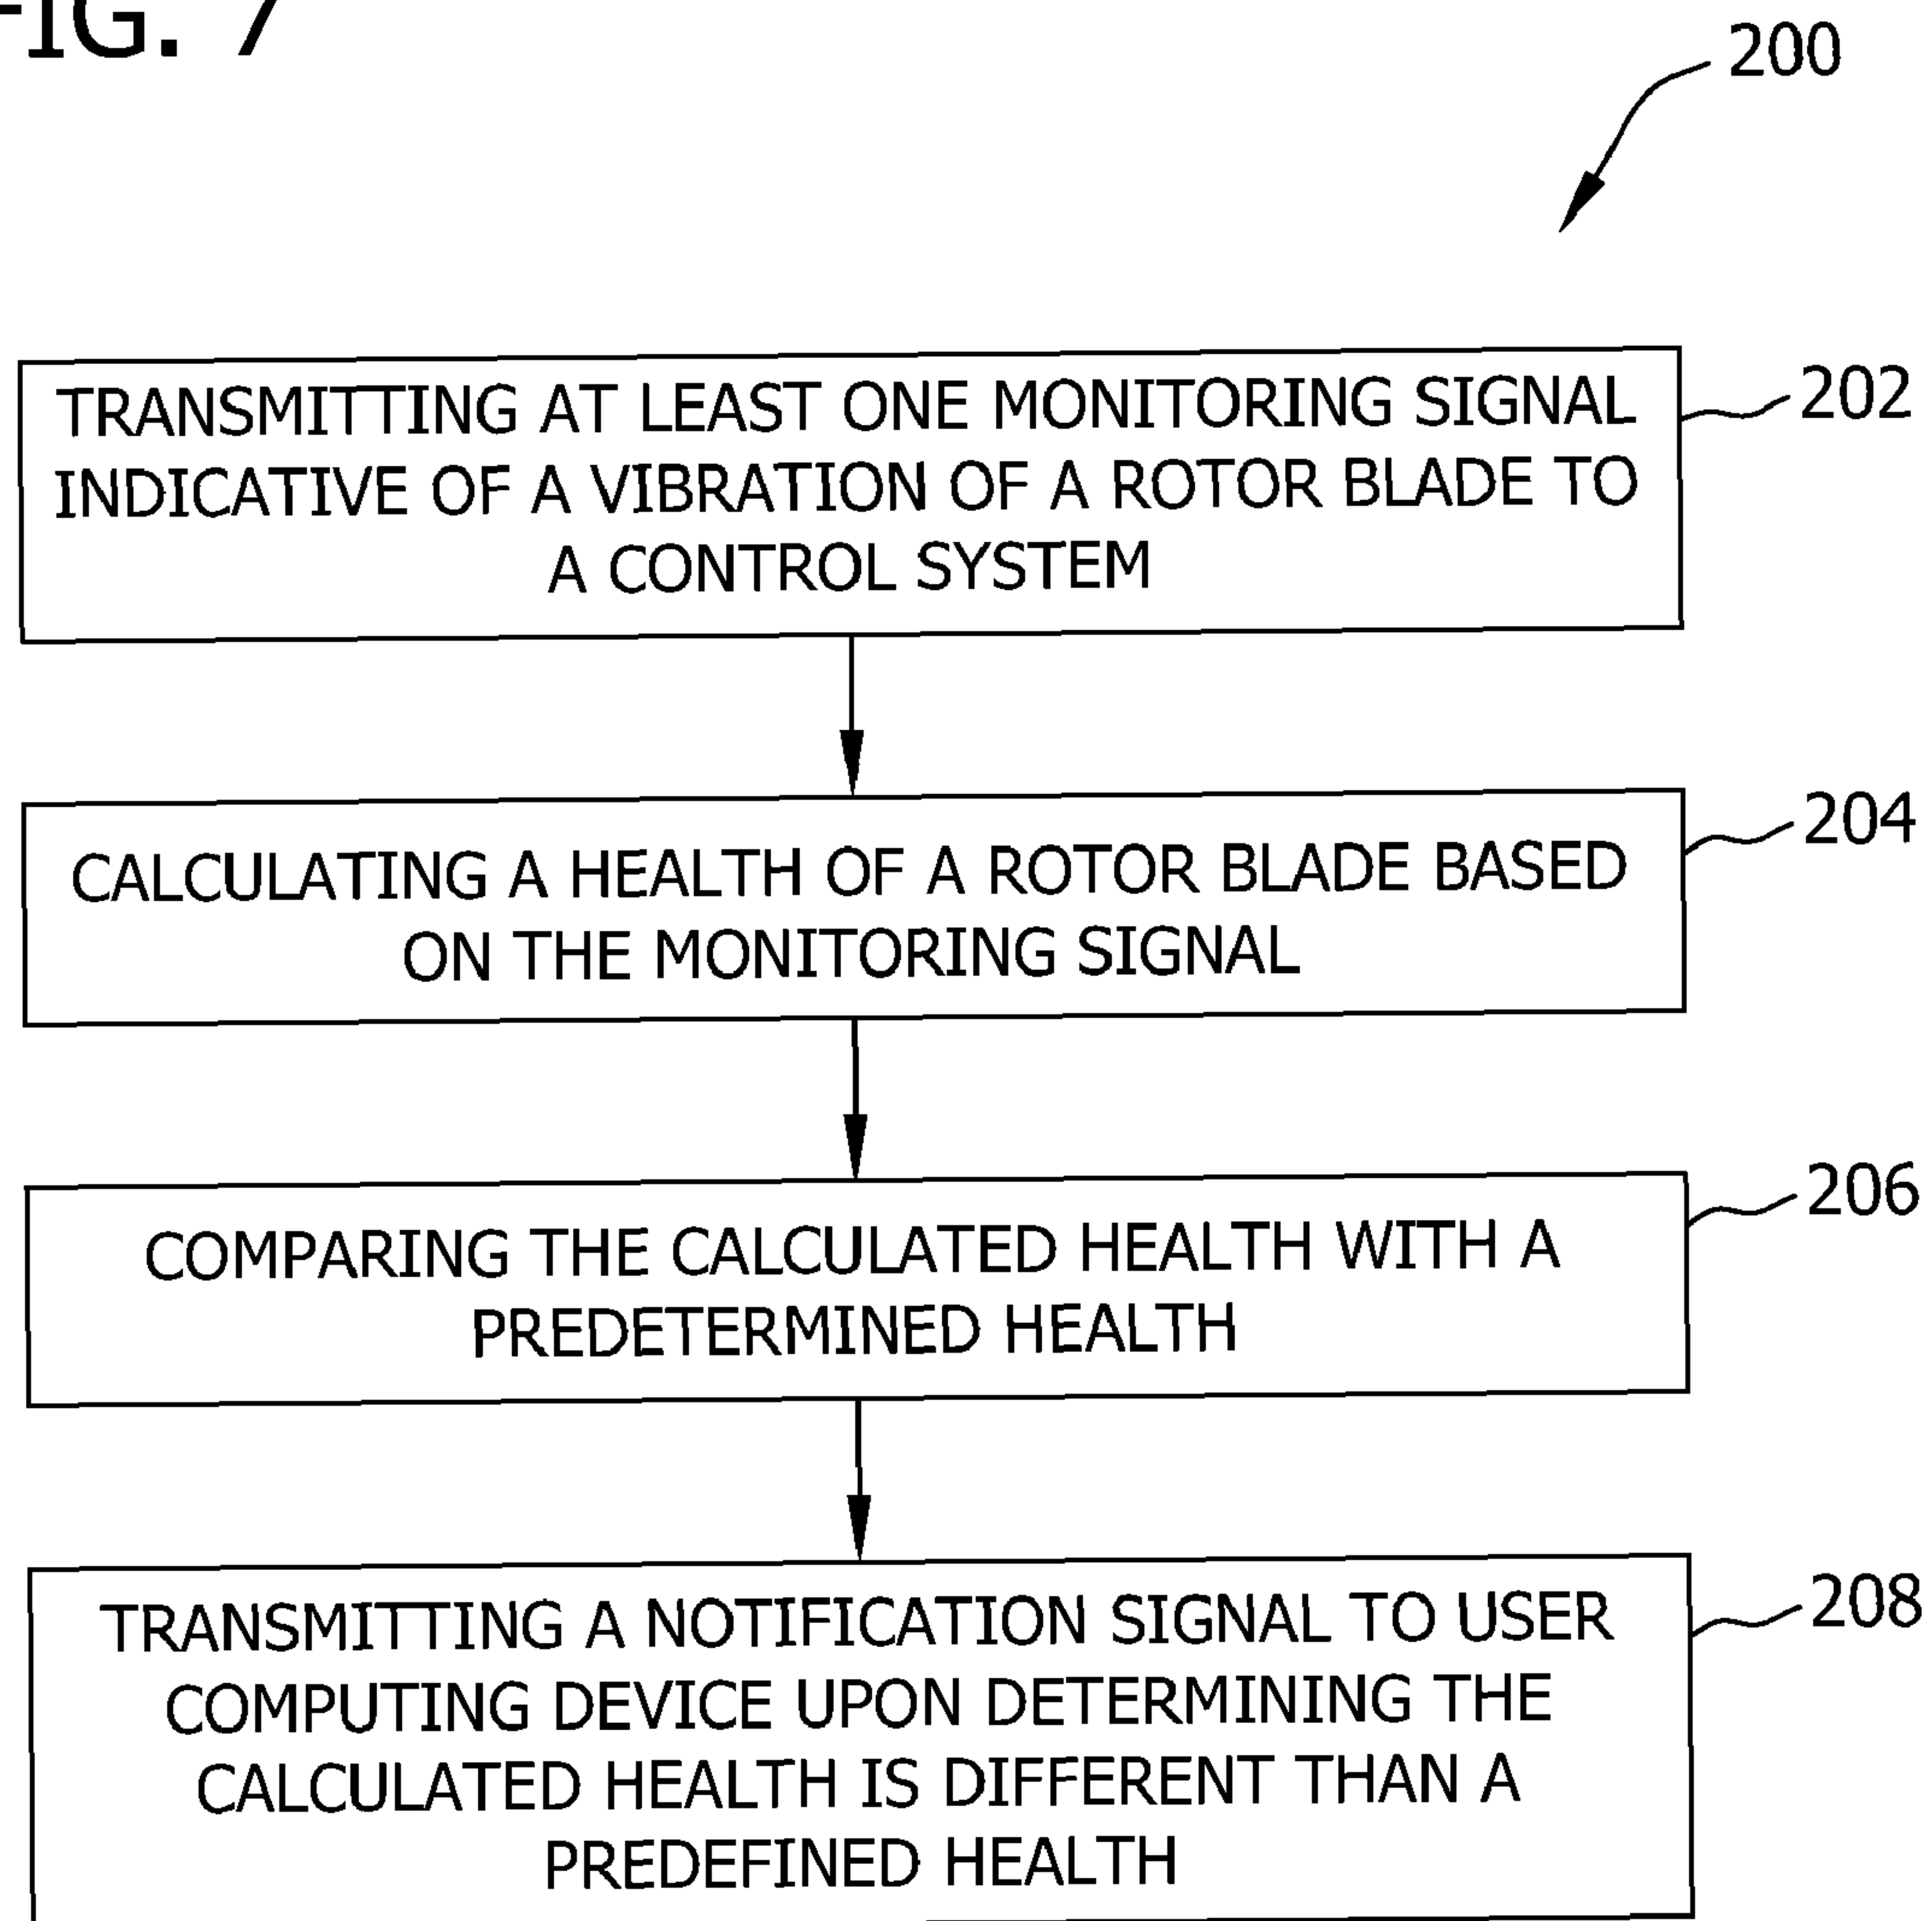 FIG. 7
200
TRANSMITTING AT LEAST ONE MONITORING SIGNAL
INDICATIVE OF A VIBRATION OF A ROTOR BLADE TO
A CONTROL SYSTEM
202
CALCULATING A HEALTH OF A ROTOR BLADE BASED
ON THE MONITORING SIGNAL
204
COMPARING THE CALCULATED HEALTH WITH A
PREDETERMINED HEALTH
206
TRANSMITTING A NOTIFICATION SIGNAL TO USER
COMPUTING DEVICE UPON DETERMINING THE
CALCULATED HEALTH IS DIFFERENT THAN A
PREDEFINED HEALTH
208